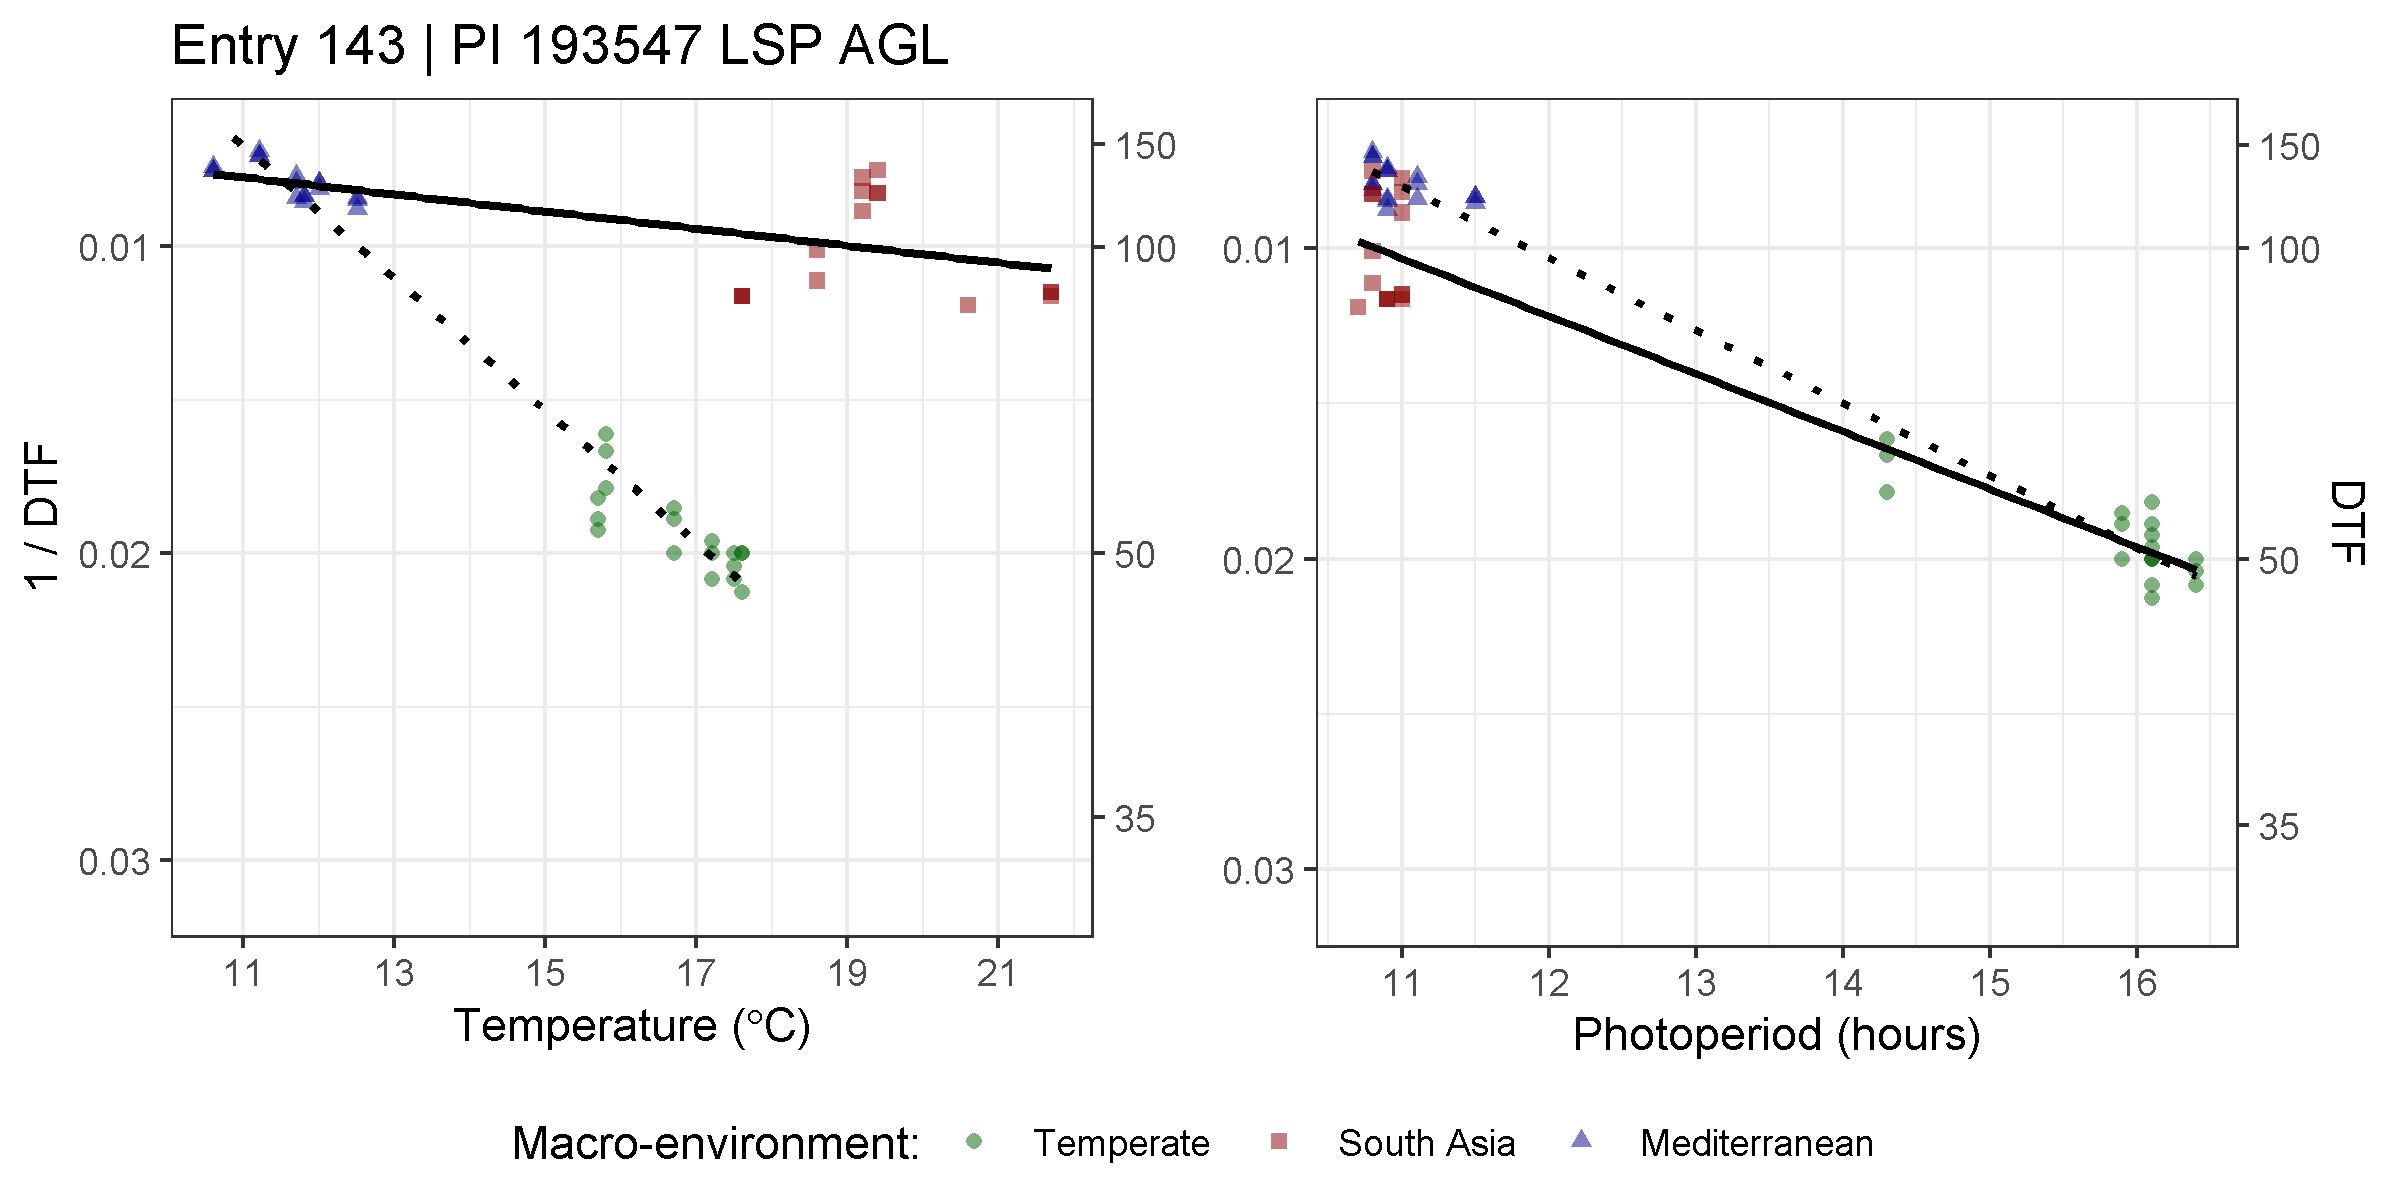 Entry 143 | PI 193547 LSP AGL
1 / DTF
0.01
0.02
0.03
150
100
50
35
11 13 15 17 19 21
Temperature (°C)
0.01
0.02
0.03
150
100
50
35
DTF
11 12 13 14 15 16
Photoperiod (hours)
Macro-environment: Temperate South Asia Mediterranean